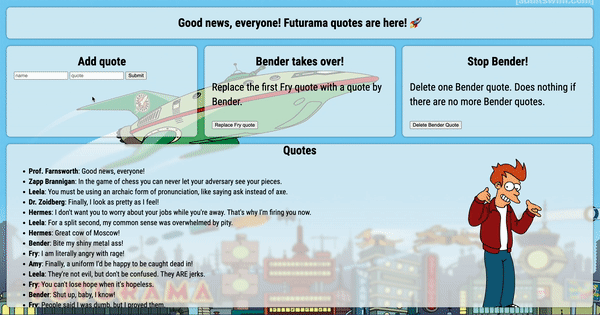 [adultswim.com]
Good news, everyone! Futurama quotes are here! 🚀
Add quote
name
quote
Submit
Bender takes over!
Replace the first Fry quote with a quote by
Bender.
Replace Fry quote
Stop Bender!
Delete one Bender quote. Does nothing if
there are no more Bender quotes.
Delete Bender Quote
Quotes
Prof. Farnsworth: Good news, everyone!
Zapp Brannigan: In the game of chess you can never let your adversary see your pieces.
Leela: You must be using an archaic form of pronunciation, like saying ask instead of axe.
Dr. Zoidberg: Finally, I look as pretty as I feel!
Hermes: I don't want you to worry about your jobs while you're away. That's why I'm firing you now.
Leela: For a split second, my common sense was overwhelmed by pity.
Hermes: Great cow of Moscow!
Bender: Bite my shiny metal ass!
Fry: I am literally angry with rage!
Amy: Finally, a uniform I'd be happy to be caught dead in!
Leela: They're not evil, but don't be confused. They ARE jerks.
Fry: You can't lose hope when it's hopeless.
Bender: Shut up, baby, I know!
Fry: People said I was dumb, but I proved them.